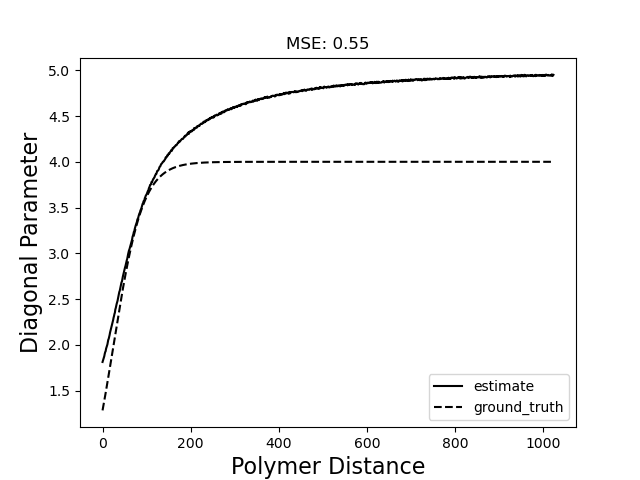 MSE: 0.55
5.0
4.5
4.0
3.5
3.0
2.5
2.0
1.5
Diagonal Parameter
estimate
ground_truth
0 200 400 600 800 1000
Polymer Distance